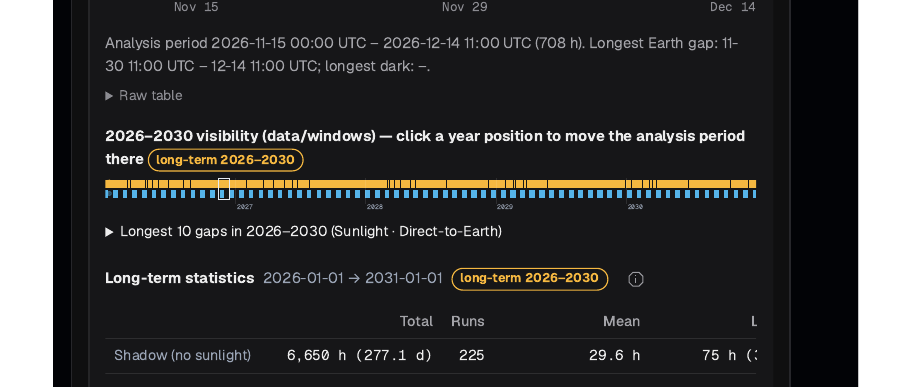 Nov 15 Nov 29 Dec 14
Analysis period 2026-11-15 00:00 UTC – 2026-12-14 11:00 UTC (708 h). Longest Earth gap: 11-
30 11:00 UTC – 12-14 11:00 UTC; longest dark: –.
▶ Raw table
2026–2030 visibility (data/windows) — click a year position to move the analysis period
there long-term 2026–2030
2027 2028 2029 2030
▶ Longest 10 gaps in 2026–2030 (Sunlight · Direct-to-Earth)
Long-term statistics 2026-01-01 → 2031-01-01 long-term 2026–2030
Total Runs Mean L
Shadow (no sunlight) 6,650 h (277.1 d) 225 29.6 h 75 h (